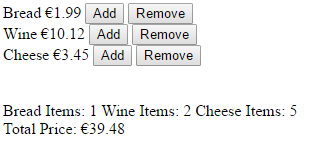 Bread €1.99 Add Remove
Wine €10.12 Add Remove
Cheese €3.45 Add Remove
Bread Items: 1 Wine Items: 2 Cheese Items: 5
Total Price: €39.48